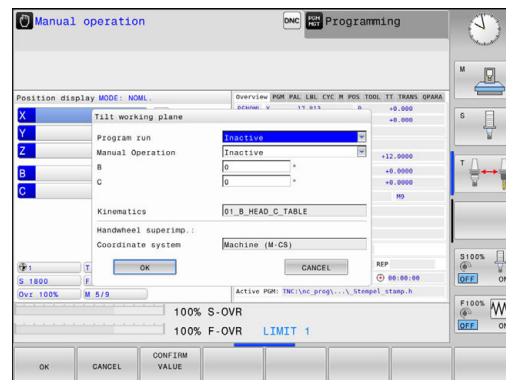 Manual operation
DNC
PGM MGT Programming
Position display MODE: NOML.
Overview PGM PAL LBL CYC M POS TOOL TT TRANS QPARA
X
Y
Z
B
C
+0.000
+0.000
+12.0000
+0.0000
+0.0000
M9
Tilt working plane
Program run Inactive
Manual Operation Inactive
B 0 °
C 0 °
Kinematics 01_B_HEAD_C_TABLE
Handwheel superimp.:
Coordinate system Machine (M-CS)
OK CANCEL
1 T
S 1800 F
Ovr 100% M 5/9
REP
00:00:00
Active PGM: TNC:\nc_prog\...\_Stempel_stamp.h
100% S-OVR
100% F-OVR LIMIT 1
OK CANCEL CONFIRM VALUE
M
S
T
S100%
OFF ON
F100%
OFF ON